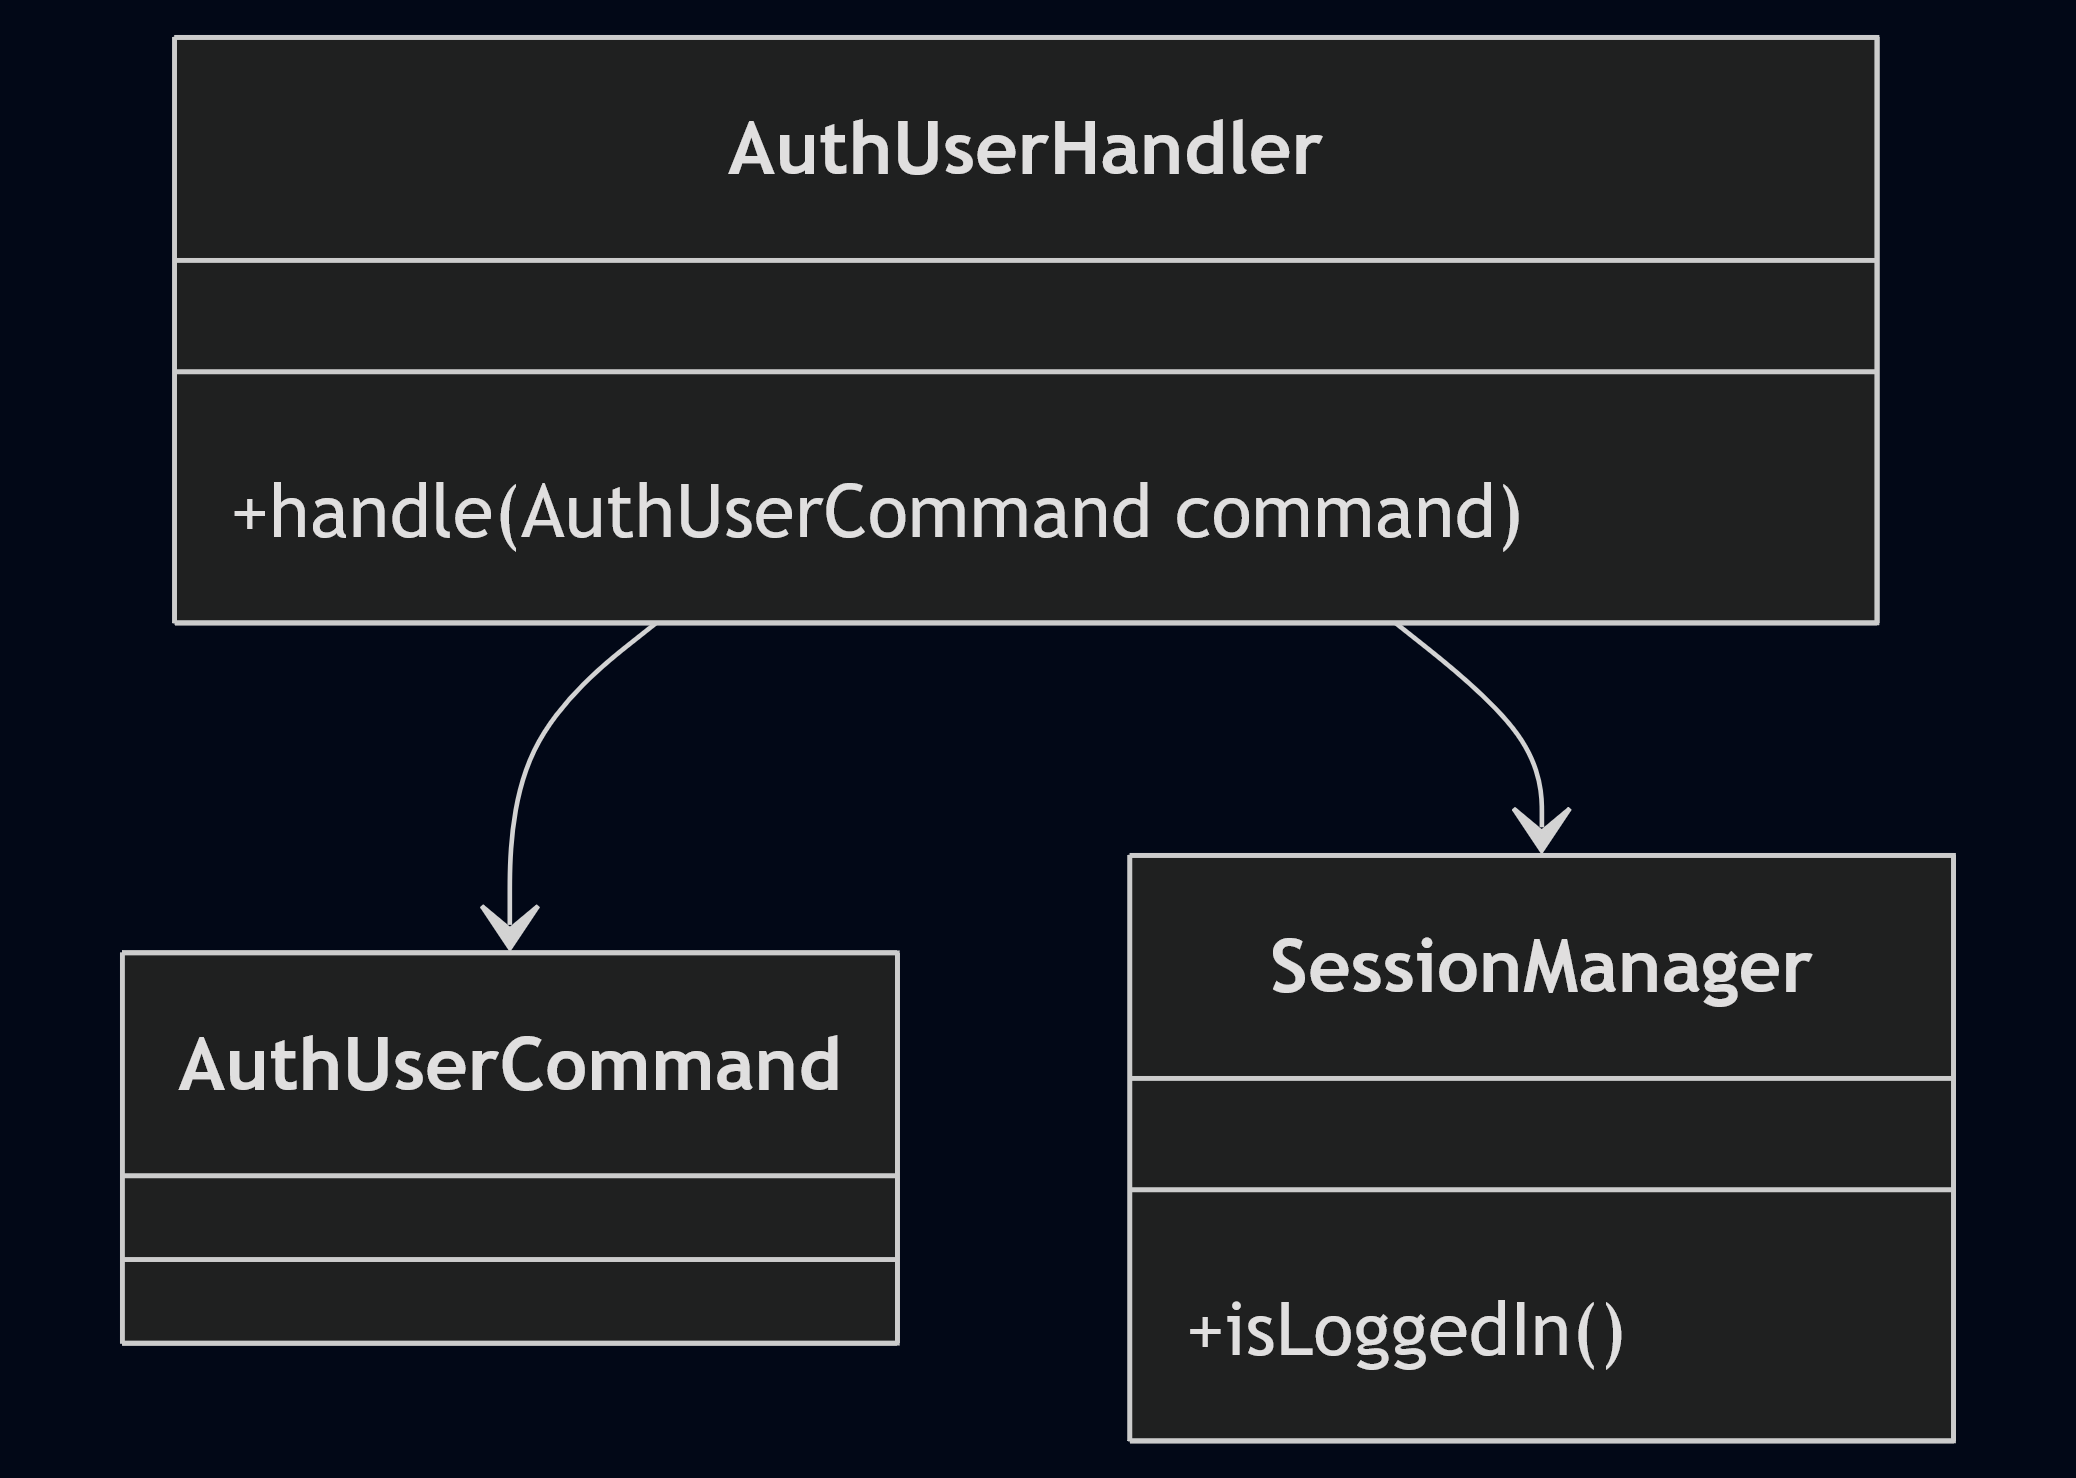 AuthUserHandler
+handle(AuthUserCommand command)
AuthUserCommand
SessionManager
+isLoggedIn()